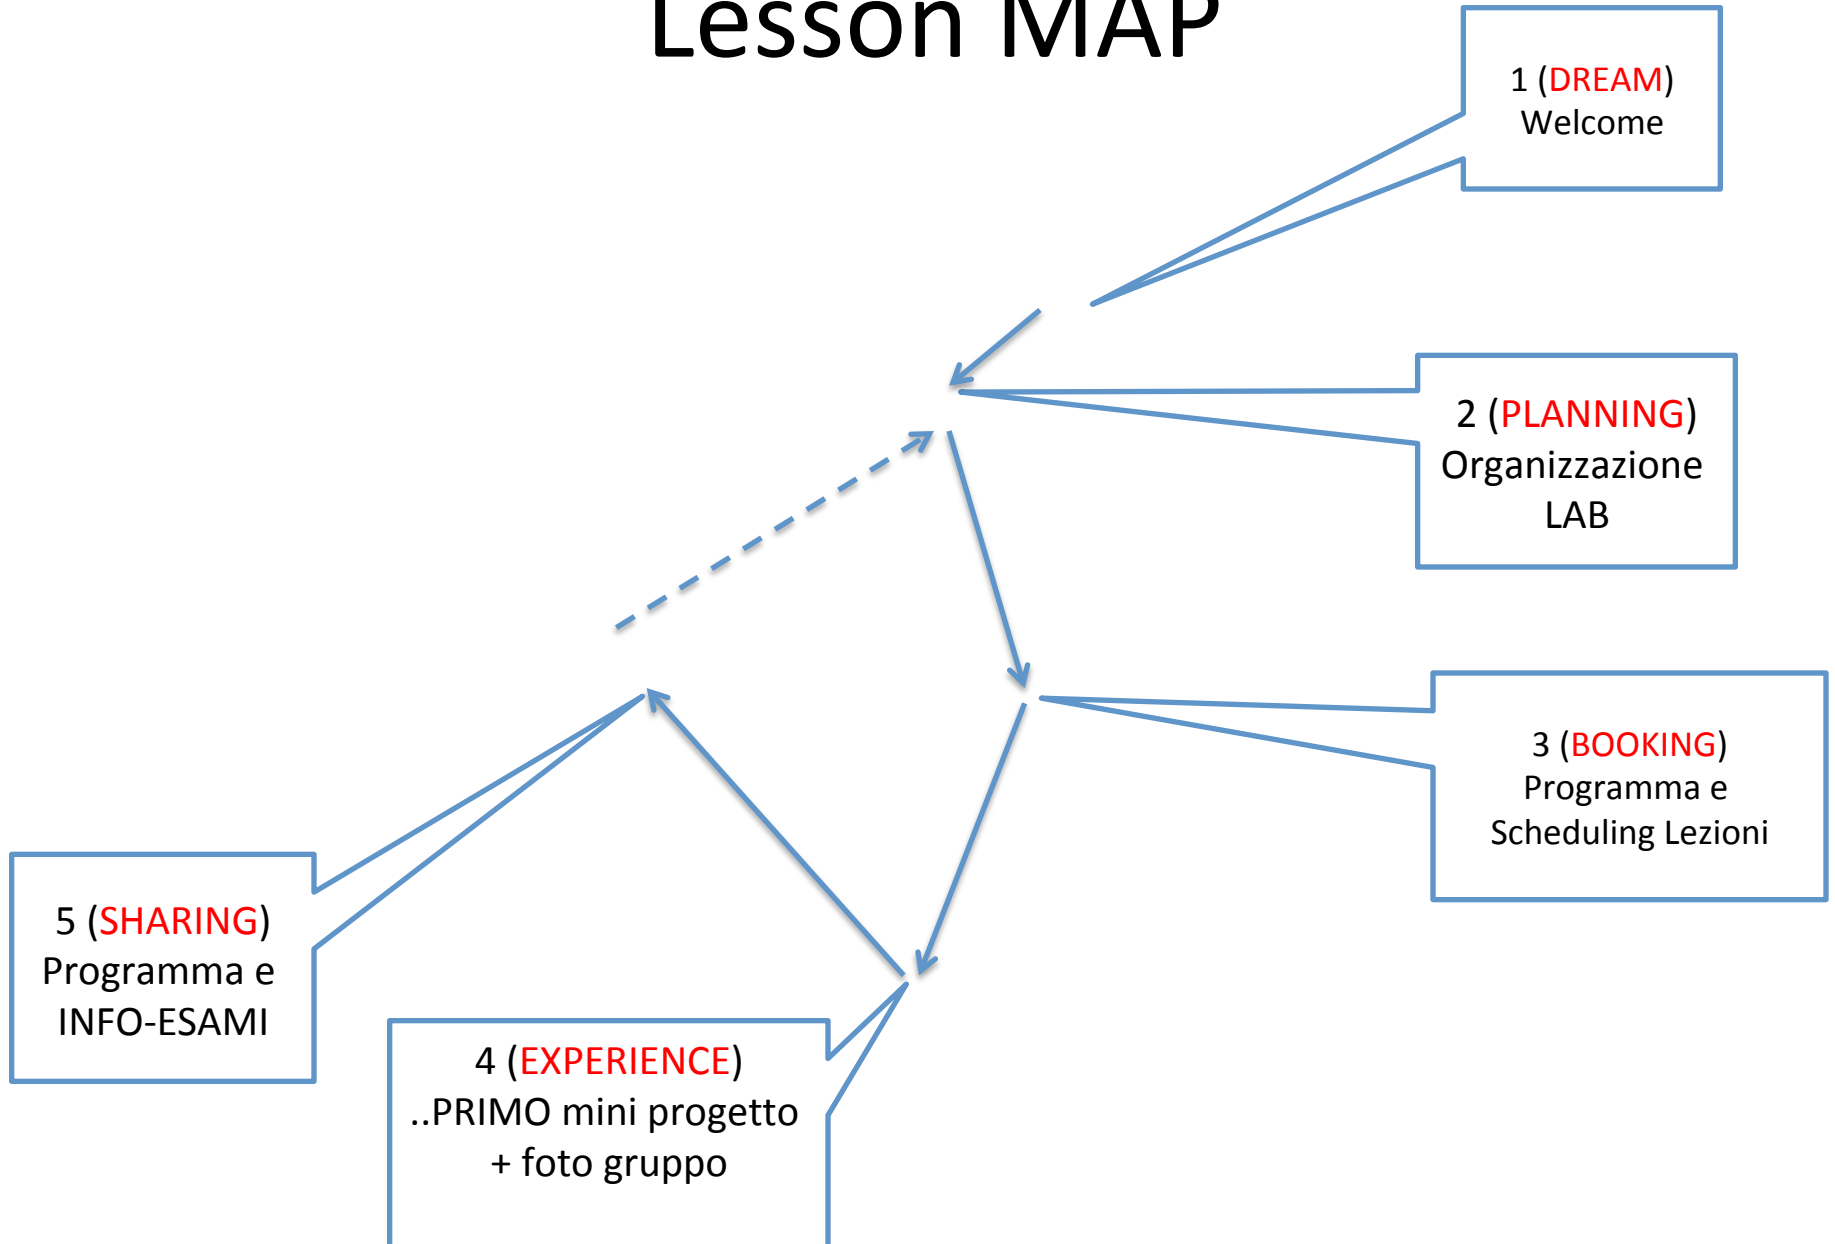 Lesson MAP
1 (DREAM)
Welcome
2 (PLANNING)
Organizzazione
LAB
3 (BOOKING)
Programma e
Scheduling Lezioni
4 (EXPERIENCE)
..PRIMO mini progetto
+ foto gruppo
5 (SHARING)
Programma e
INFO-ESAMI